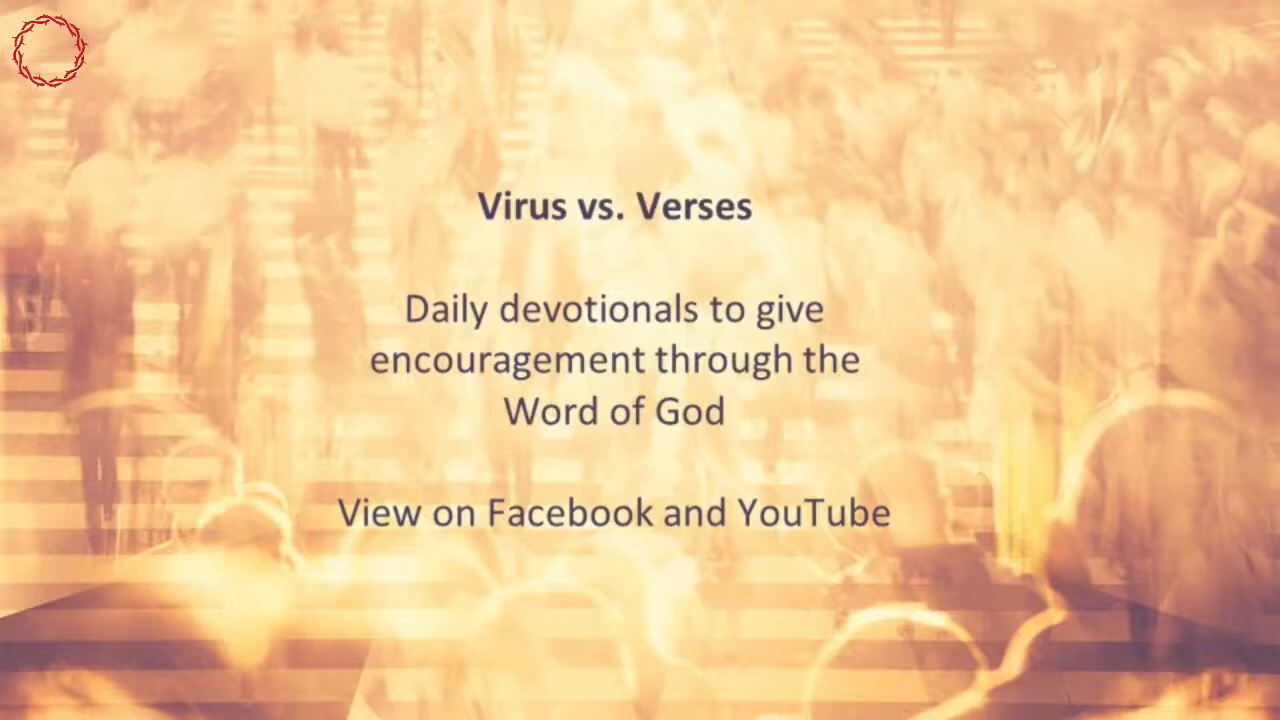 Virus vs. Verses
Daily devotionals to give
encouragement through the
Word of God
View on Facebook and YouTube